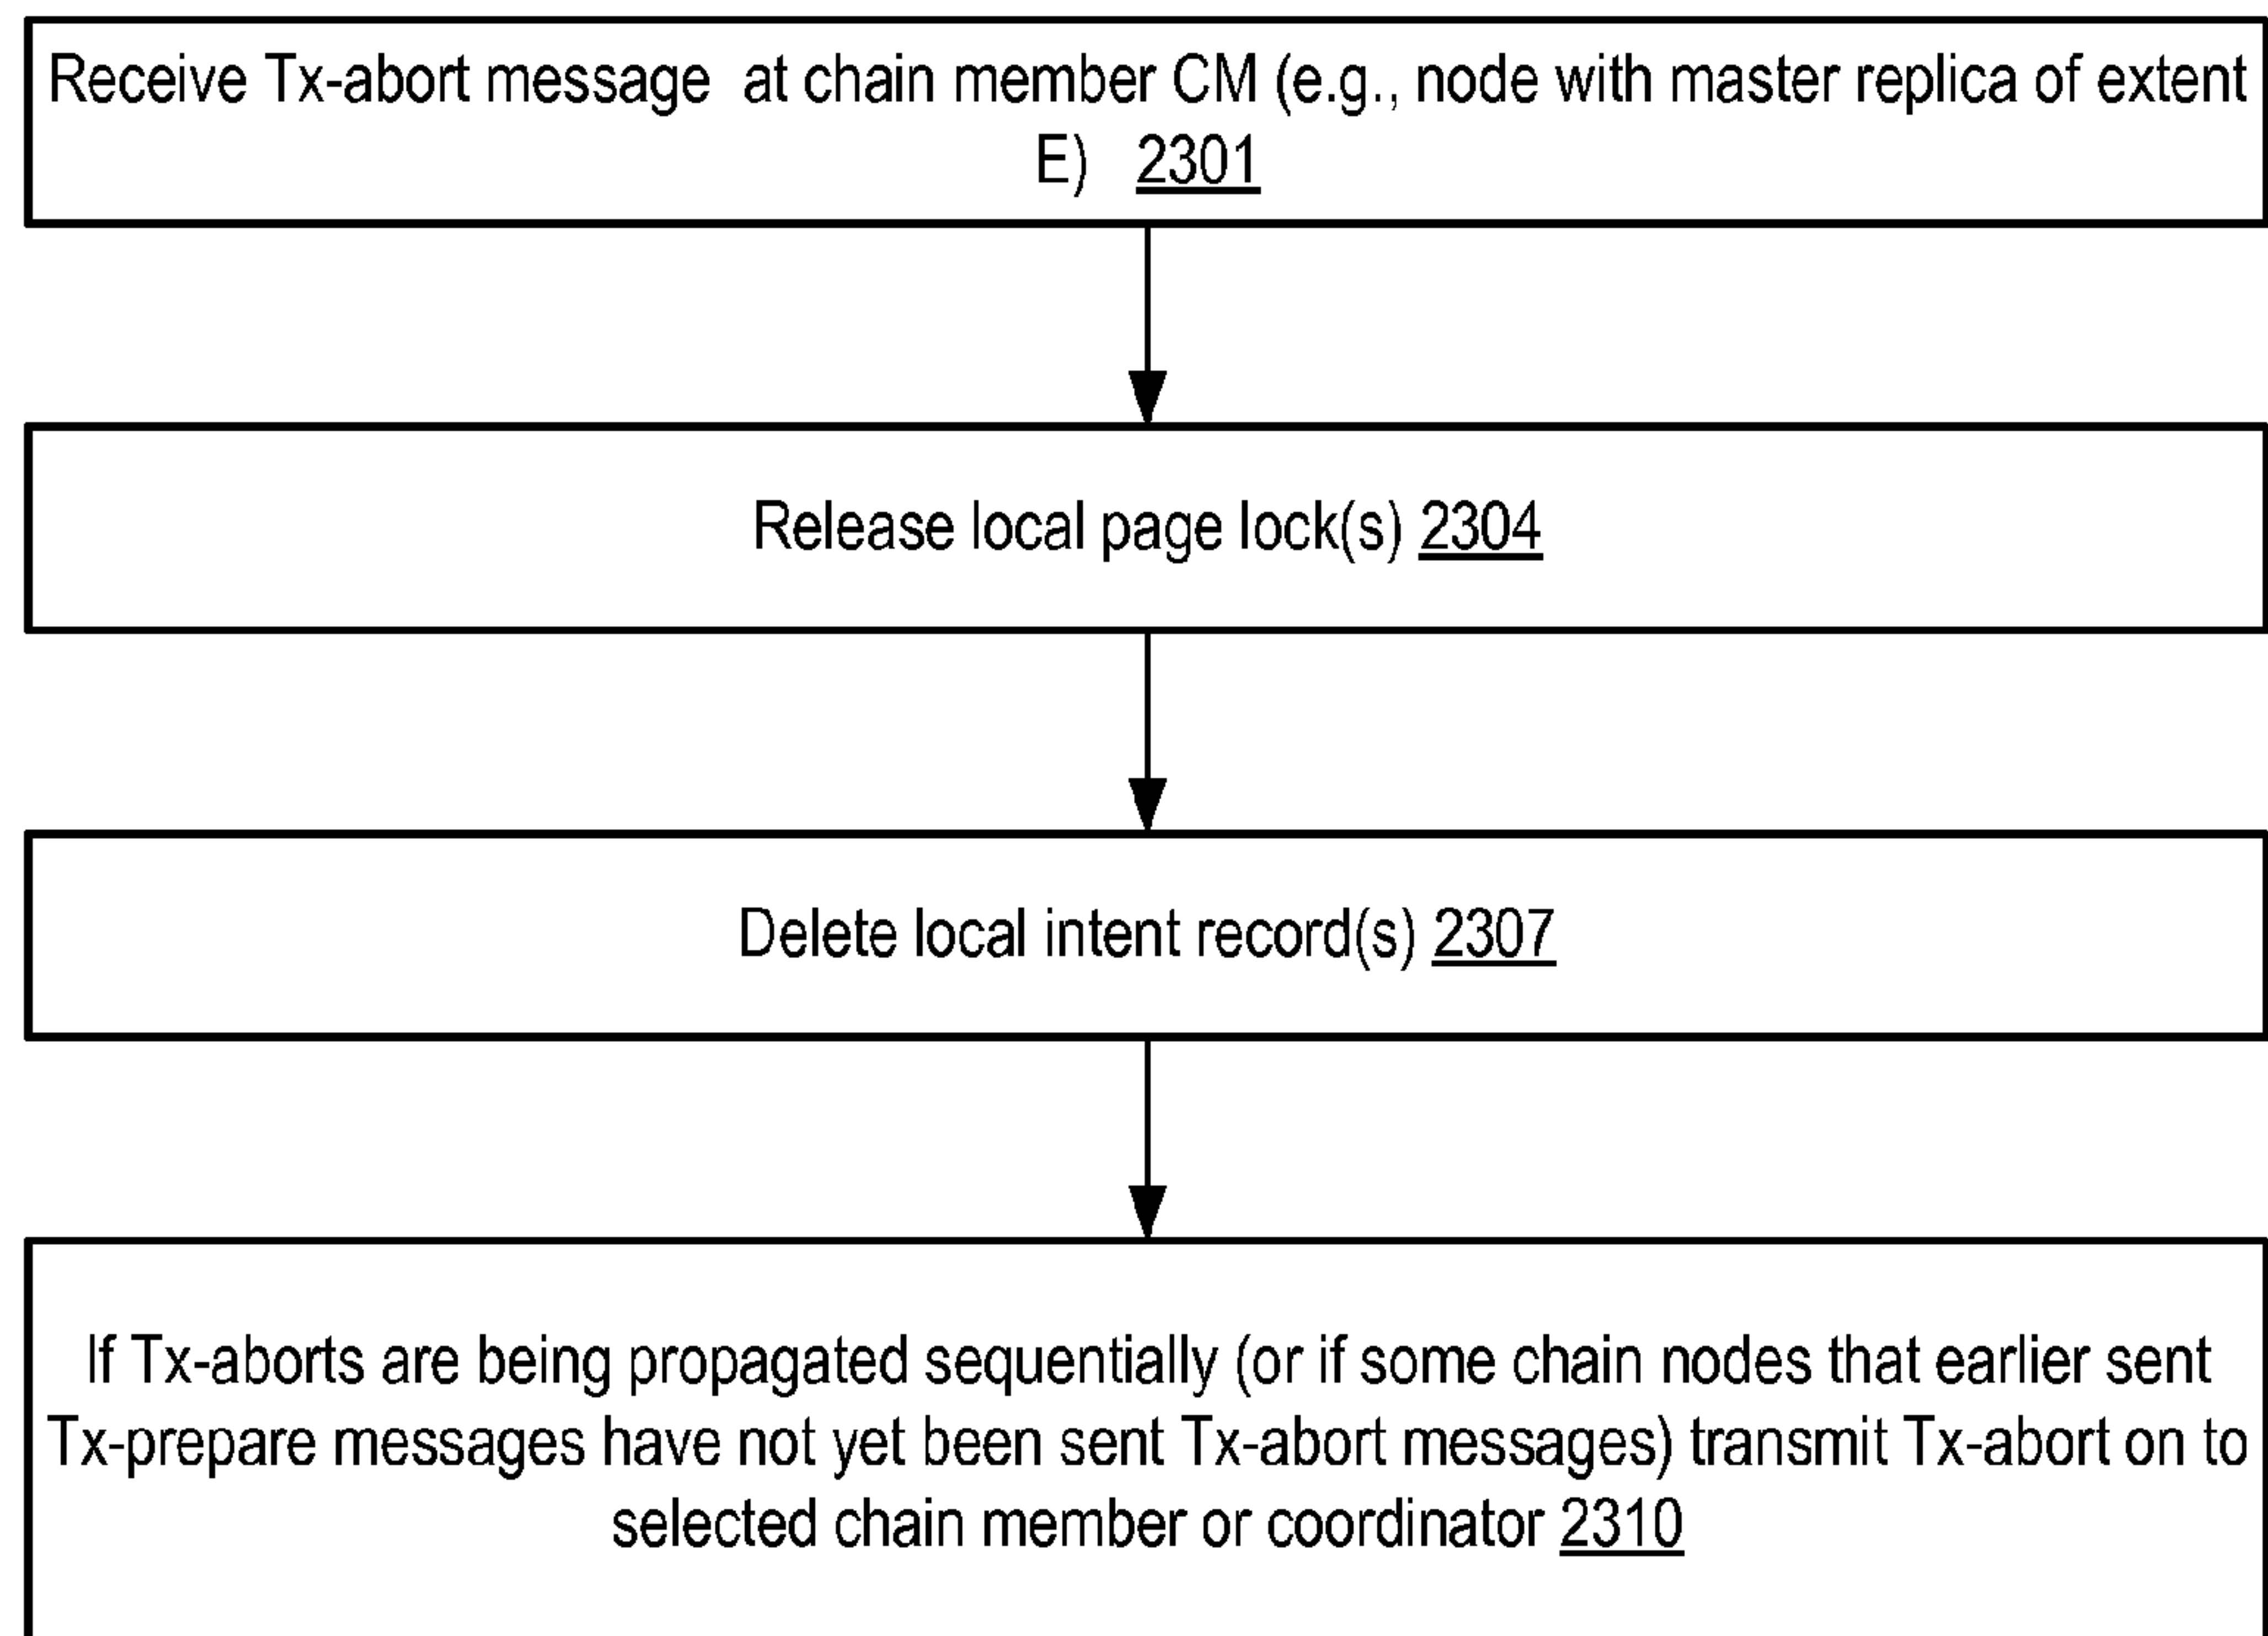 Receive Tx-abort message at chain member CM (e.g., node with master replica of extent
E) 2301
Release local page lock(s) 2304
Delete local intent record(s) 2307
If Tx-aborts are being propagated sequentially (or if some chain nodes that earlier sent
Tx-prepare messages have not yet been sent Tx-abort messages) transmit Tx-abort on to
selected chain member or coordinator 2310